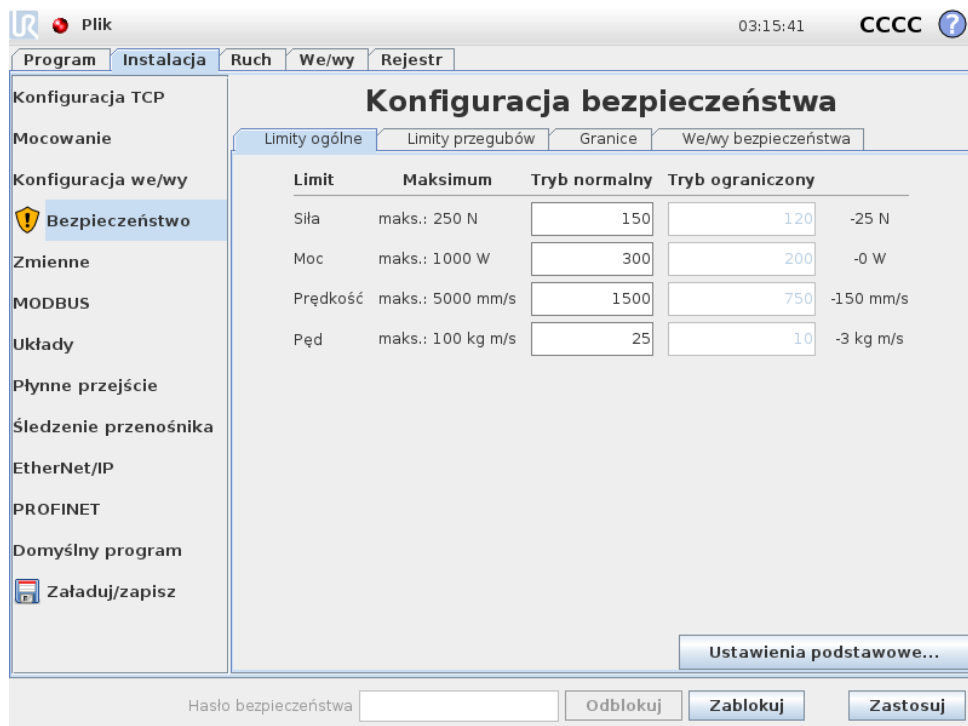 UR Plik 03:15:41 CCCC ?
Program Instalacja Ruch We/wy Rejestr
Konfiguracja TCP
Mocowanie
Konfiguracja we/wy
Bezpieczeństwo
Zmienne
MODBUS
Układy
Płynne przejście
Śledzenie przenośnika
EtherNet/IP
PROFINET
Domyślny program
Załaduj/zapisz
Konfiguracja bezpieczeństwa
Limity ogólne Limity przegubów Granice We/wy bezpieczeństwa
Limit Maksimum Tryb normalny Tryb ograniczony
Siła maks.: 250 N 150 120 -25 N
Moc maks.: 1000 W 300 200 -0 W
Prędkość maks.: 5000 mm/s 1500 750 -150 mm/s
Pęd maks.: 100 kg m/s 25 10 -3 kg m/s
Ustawienia podstawowe...
Hasło bezpieczeństwa Odblokuj Zablokuj Zastosuj